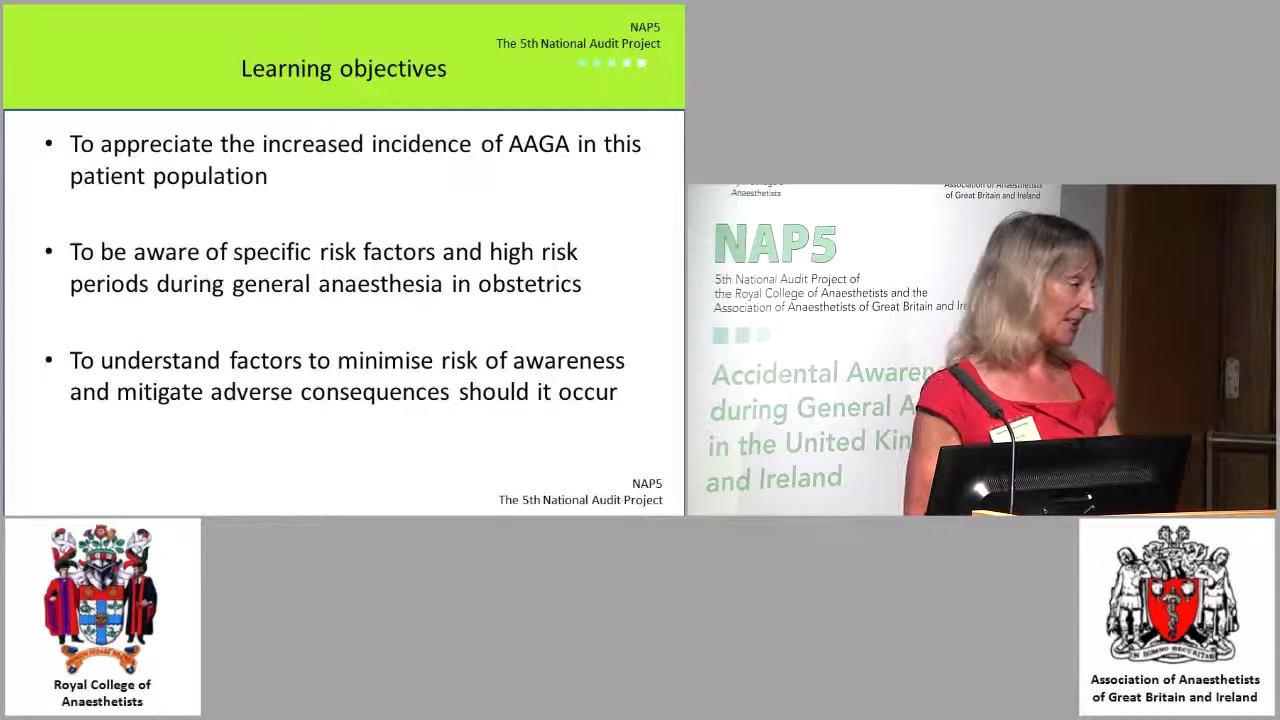 NAP5
The 5th National Audit Project
Learning objectives
• To appreciate the increased incidence of AAGA in this
patient population
• To be aware of specific risk factors and high risk
periods during general anaesthesia in obstetrics
• To understand factors to minimise risk of awareness
and mitigate adverse consequences should it occur
NAP5
The 5th National Audit Project
Anaesthetists
Association of Anaesthetists
of Great Britain and Ireland
NAP5
5th National Audit Project of
the Royal College of Anaesthetists and the
Association of Anaesthetists of Great Britain and Ire
Accidental Awaren
during General A
in the United Kin
and Ireland
Royal College of
Anaesthetists
Association of Anaesthetists
of Great Britain and Ireland